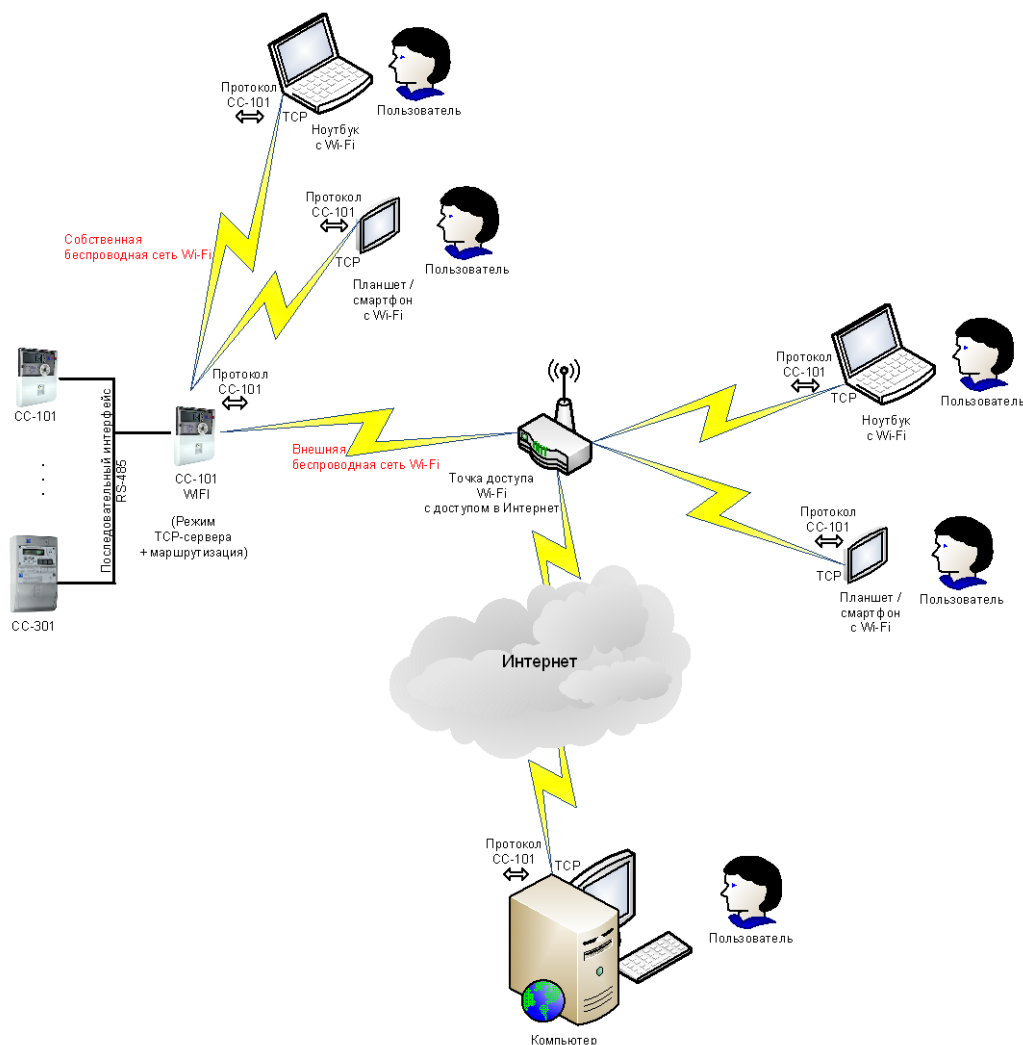 Протокол
СС-101
TCP
Пользователь
Ноутбук
с Wi-Fi
Протокол
СС-101
Собственная
беспроводная сеть Wi-Fi
TCP
Пользователь
Планшет /
смартфон
с Wi-Fi
Протокол
СС-101
СС-101
Последовательный интерфейс
RS-485
СС-101
WIFI
(Режим
TCP-сервера
+ маршрутизация)
СС-301
Внешняя
беспроводная сеть Wi-Fi
Точка доступа
Wi-Fi
с доступом в Интернет
Протокол
СС-101
TCP
Пользователь
Ноутбук
с Wi-Fi
Протокол
СС-101
TCP
Планшет /
смартфон
с Wi-Fi
Пользователь
Интернет
Протокол
СС-101
TCP
Пользователь
Компьютер